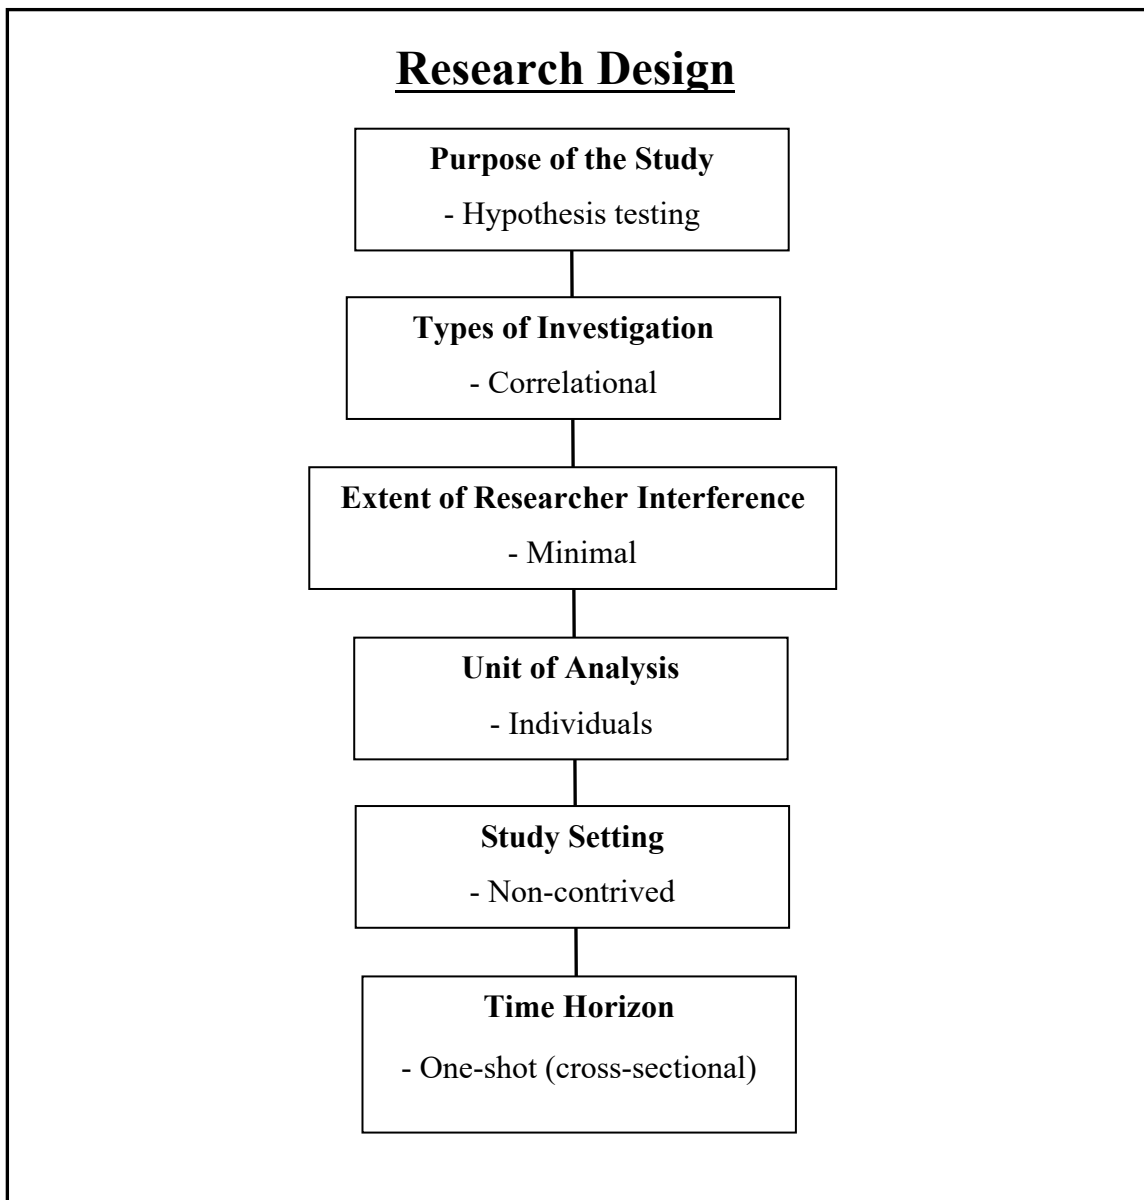 Research Design
Purpose of the Study
- Hypothesis testing
Types of Investigation
- Correlational
Extent of Researcher Interference
- Minimal
Unit of Analysis
- Individuals
Study Setting
- Non-contrived
Time Horizon
- One-shot (cross-sectional)